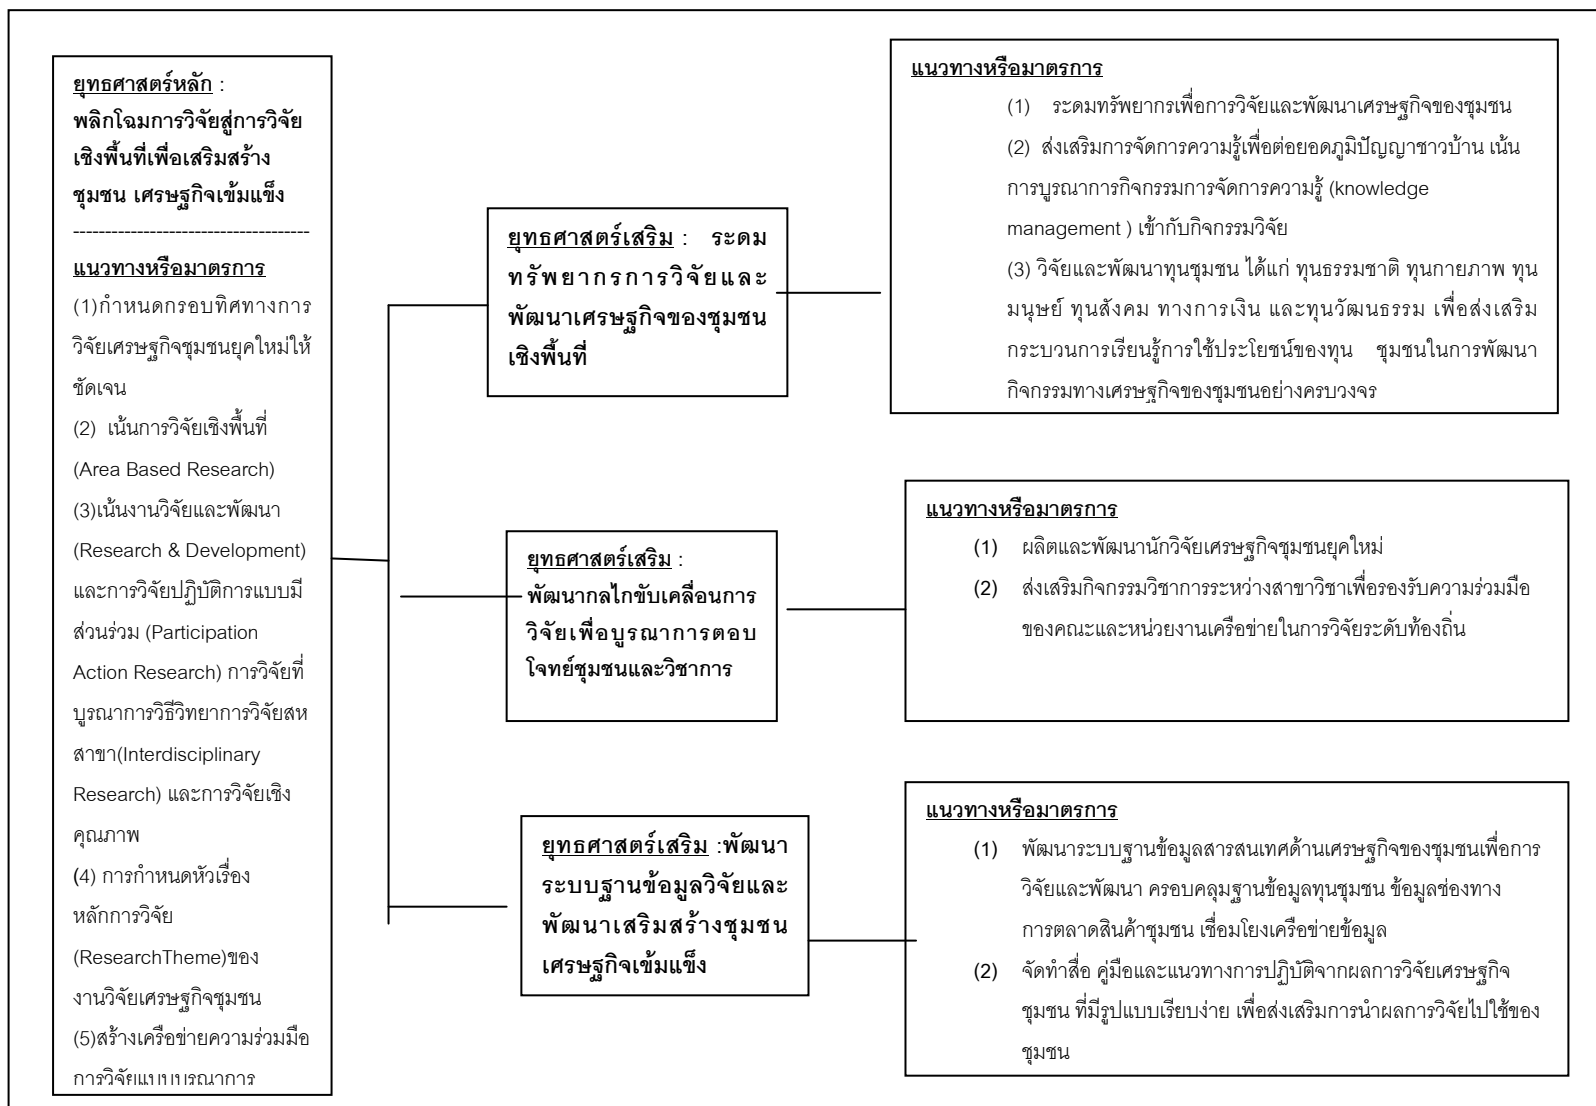 ยุทธศาสตร์หลัก :
พลิกโฉมการวิจัยสู่การวิจัย
เชิงพื้นที่เพื่อเสริมสร้าง
ชุมชน เศรษฐกิจเข้มแข็ง
-------------------------------------
แนวทางหรือมาตรการ
(1)กำหนดกรอบทิศทางการ
วิจัยเศรษฐกิจชุมชนยุคใหม่ให้
ชัดเจน
(2) เน้นการวิจัยเชิงพื้นที่
(Area Based Research)
(3)เน้นงานวิจัยและพัฒนา
(Research & Development)
และการวิจัยปฏิบัติการแบบมี
ส่วนร่วม (Participation
Action Research) การวิจัยที่
บูรณาการวิธีวิทยาการวิจัยสห
สาขา(Interdisciplinary
Research) และการวิจัยเชิง
คุณภาพ
(4) การกำหนดหัวเรื่อง
หลักการวิจัย
(ResearchTheme)ของ
งานวิจัยเศรษฐกิจชุมชน
(5)สร้างเครือข่ายความร่วมมือ
การวิจัยแบบบูรณาการ
ยุทธศาสตร์เสริม : ระดม
ทรัพยากรการวิจัยและ
พัฒนาเศรษฐกิจของชุมชน
เชิงพื้นที่
แนวทางหรือมาตรการ
(1) ระดมทรัพยากรเพื่อการวิจัยและพัฒนาเศรษฐกิจของชุมชน
(2) ส่งเสริมการจัดการความรู้เพื่อต่อยอดภูมิปัญญาชาวบ้าน เน้น
การบูรณาการกิจกรรมการจัดการความรู้ (knowledge
management ) เข้ากับกิจกรรมวิจัย
(3) วิจัยและพัฒนาทุนชุมชน ได้แก่ ทุนธรรมชาติ ทุนกายภาพ ทุน
มนุษย์ ทุนสังคม ทางการเงิน และทุนวัฒนธรรม เพื่อส่งเสริม
กระบวนการเรียนรู้การใช้ประโยชน์ของทุน ชุมชนในการพัฒนา
กิจกรรมทางเศรษฐกิจของชุมชนอย่างครบวงจร
ยุทธศาสตร์เสริม :
พัฒนากลไกขับเคลื่อนการ
วิจัยเพื่อบูรณาการตอบ
โจทย์ชุมชนและวิชาการ
แนวทางหรือมาตรการ
(1) ผลิตและพัฒนานักวิจัยเศรษฐกิจชุมชนยุคใหม่
(2) ส่งเสริมกิจกรรมวิชาการระหว่างสาขาวิชาเพื่อรองรับความร่วมมือ
ของคณะและหน่วยงานเครือข่ายในการวิจัยระดับท้องถิ่น
ยุทธศาสตร์เสริม :พัฒนา
ระบบฐานข้อมูลวิจัยและ
พัฒนาเสริมสร้างชุมชน
เศรษฐกิจเข้มแข็ง
แนวทางหรือมาตรการ
(1) พัฒนาระบบฐานข้อมูลสารสนเทศด้านเศรษฐกิจของชุมชนเพื่อการ
วิจัยและพัฒนา ครอบคลุมฐานข้อมูลทุนชุมชน ข้อมูลช่องทาง
การตลาดสินค้าชุมชน เชื่อมโยงเครือข่ายข้อมูล
(2) จัดทำสื่อ คู่มือและแนวทางการปฏิบัติจากผลการวิจัยเศรษฐกิจ
ชุมชน ที่มีรูปแบบเรียบง่าย เพื่อส่งเสริมการนำผลการวิจัยไปใช้ของ
ชุมชน